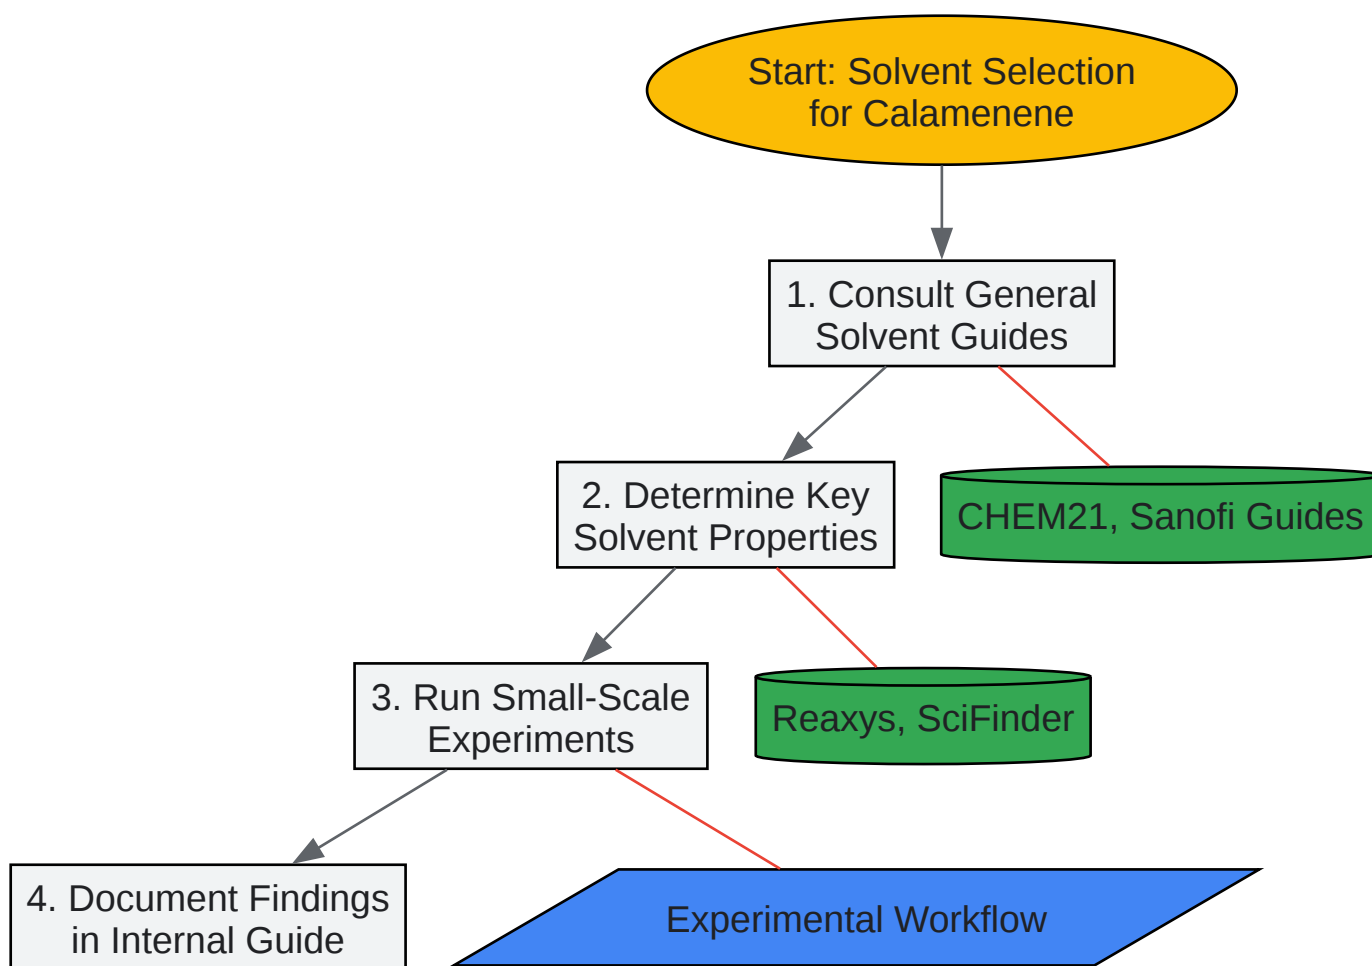 Start: Solvent Selection
for Calamenene
1. Consult General
Solvent Guides
2. Determine Key
Solvent Properties
CHEM21, Sanofi Guides
3. Run Small-Scale
Experiments
Reaxys, SciFinder
4. Document Findings
in Internal Guide
Experimental Workflow